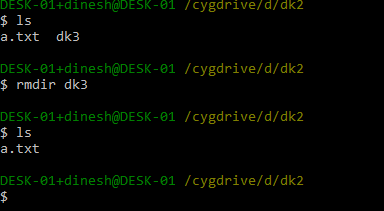 DESK-01+dinesh@DESK-01 /cygdrive/d/dk2
$ ls
a.txt  dk3
DESK-01+dinesh@DESK-01 /cygdrive/d/dk2
$ rmdir dk3
DESK-01+dinesh@DESK-01 /cygdrive/d/dk2
$ ls
a.txt
DESK-01+dinesh@DESK-01 /cygdrive/d/dk2
$